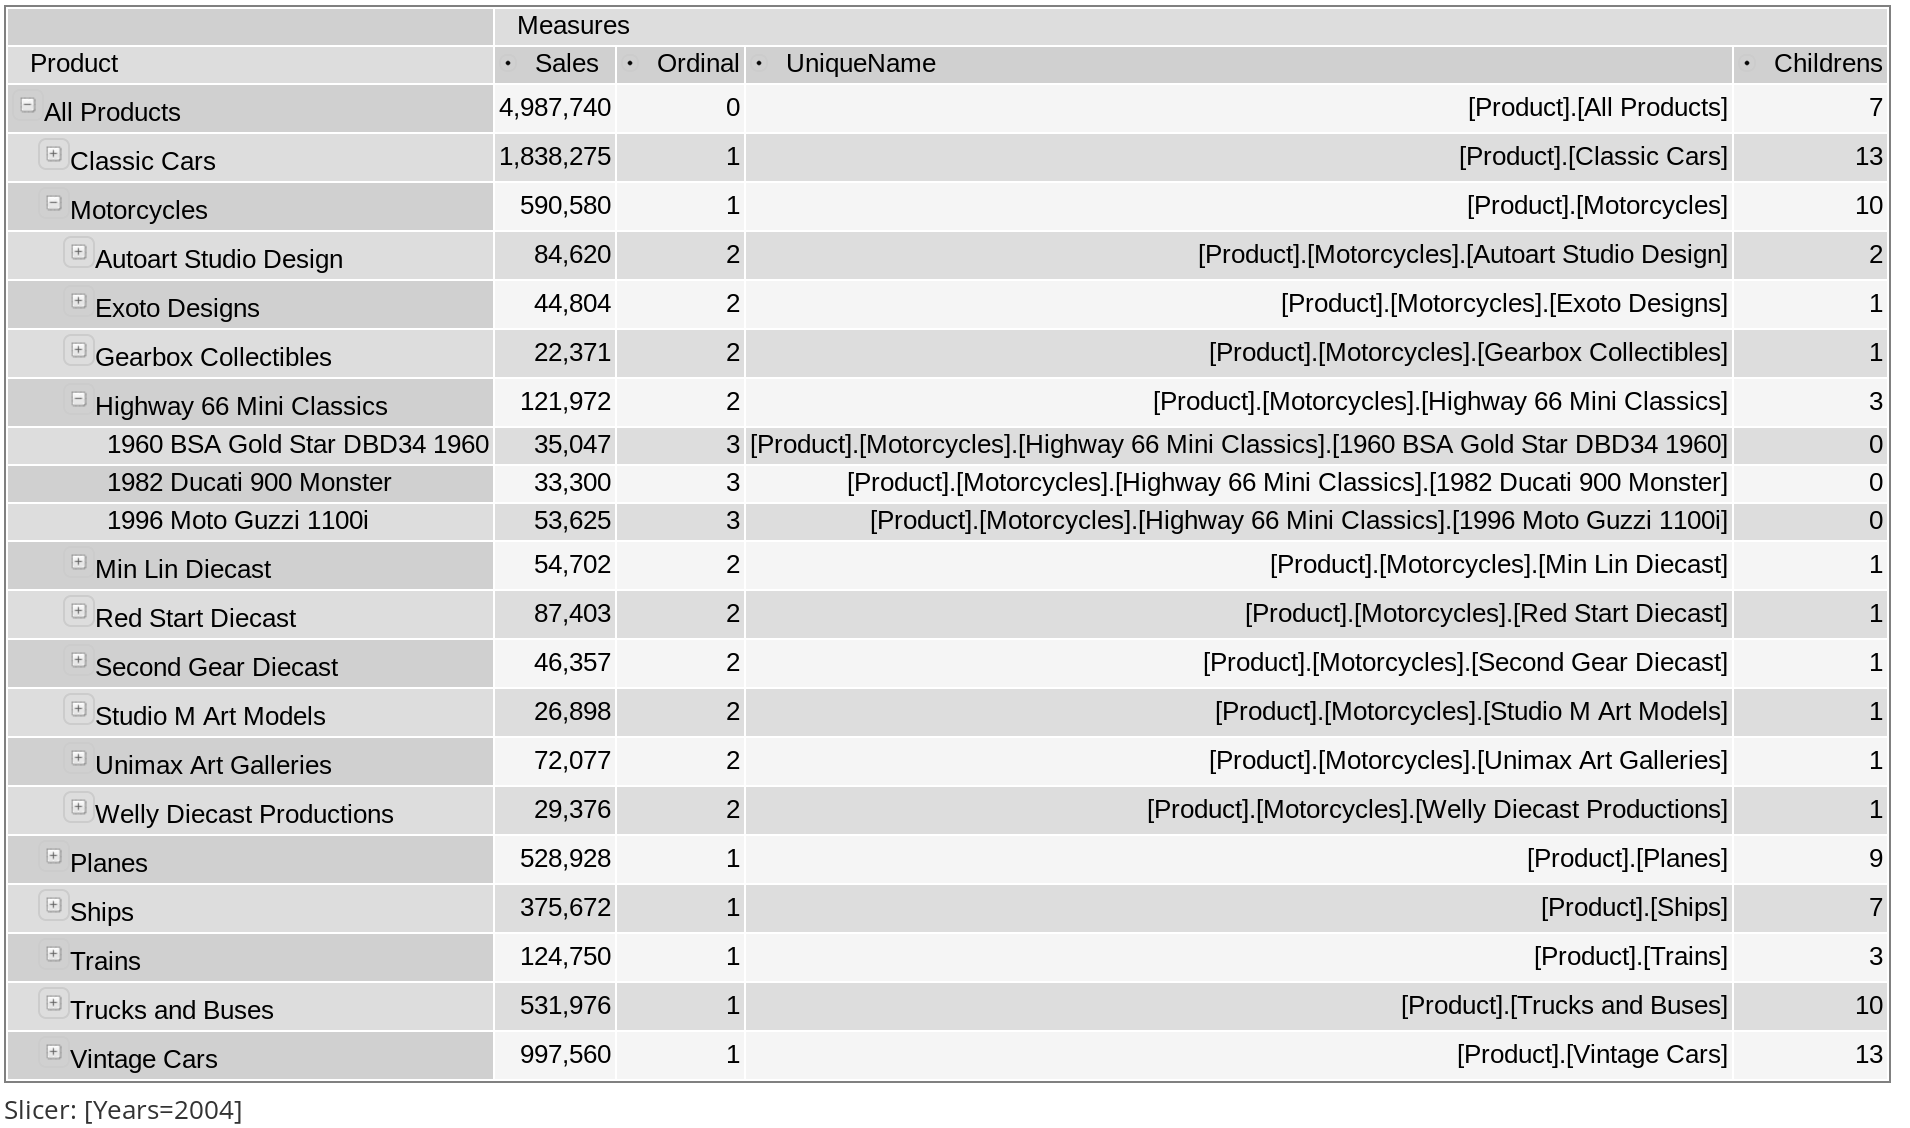 Measures
Product Sales Ordinal UniqueName Childrens
All Products 4,987,740 0 [Product].[All Products] 7
Classic Cars 1,838,275 1 [Product].[Classic Cars] 13
Motorcycles 590,580 1 [Product].[Motorcycles] 10
Autoart Studio Design 84,620 2 [Product].[Motorcycles].[Autoart Studio Design] 2
Exoto Designs 44,804 2 [Product].[Motorcycles].[Exoto Designs] 1
Gearbox Collectibles 22,371 2 [Product].[Motorcycles].[Gearbox Collectibles] 1
Highway 66 Mini Classics 121,972 2 [Product].[Motorcycles].[Highway 66 Mini Classics] 3
1960 BSA Gold Star DBD34 1960 35,047 3 [Product].[Motorcycles].[Highway 66 Mini Classics].[1960 BSA Gold Star DBD34 1960] 0
1982 Ducati 900 Monster 33,300 3 [Product].[Motorcycles].[Highway 66 Mini Classics].[1982 Ducati 900 Monster] 0
1996 Moto Guzzi 1100i 53,625 3 [Product].[Motorcycles].[Highway 66 Mini Classics].[1996 Moto Guzzi 1100i] 0
Min Lin Diecast 54,702 2 [Product].[Motorcycles].[Min Lin Diecast] 1
Red Start Diecast 87,403 2 [Product].[Motorcycles].[Red Start Diecast] 1
Second Gear Diecast 46,357 2 [Product].[Motorcycles].[Second Gear Diecast] 1
Studio M Art Models 26,898 2 [Product].[Motorcycles].[Studio M Art Models] 1
Unimax Art Galleries 72,077 2 [Product].[Motorcycles].[Unimax Art Galleries] 1
Welly Diecast Productions 29,376 2 [Product].[Motorcycles].[Welly Diecast Productions] 1
Planes 528,928 1 [Product].[Planes] 9
Ships 375,672 1 [Product].[Ships] 7
Trains 124,750 1 [Product].[Trains] 3
Trucks and Buses 531,976 1 [Product].[Trucks and Buses] 10
Vintage Cars 997,560 1 [Product].[Vintage Cars] 13
Slicer: [Years=2004]